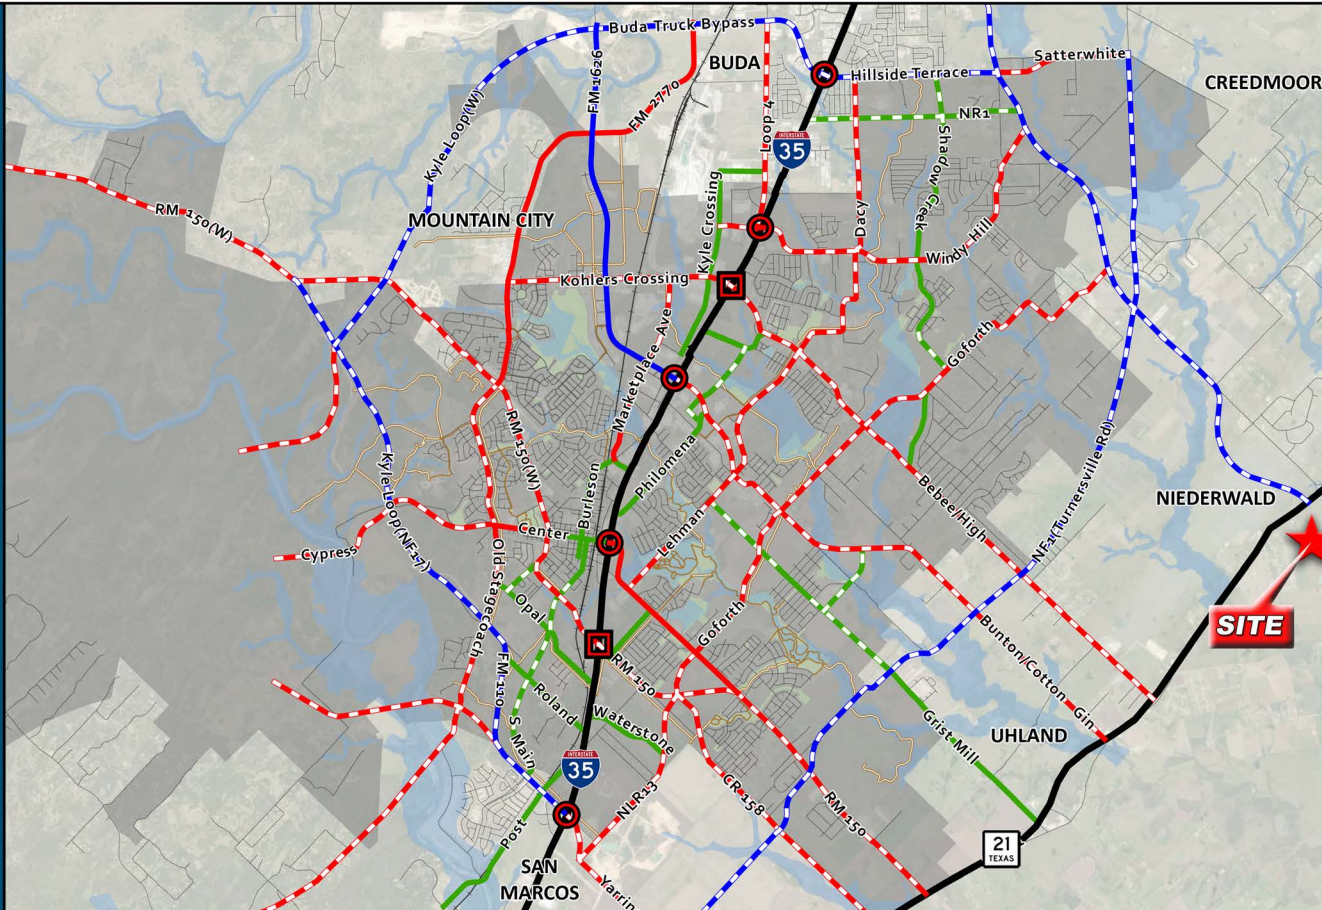 Buda Truck Bypass
BUDA
Satterwhite
Hillside Terrace
CREEDMOOR
FM 1626
FM 2770
Kyle Loop(W)
Loop 4
NR1
INTERSTATE
35
Shadow Creek
Kyle Crossing
Dacy
RM 150(W)
MOUNTAIN CITY
Windy Hill
Kohlers Crossing
Marketplace Ave
Goforth
RM 150(W)
Kyle Loop(NF17)
Burleson
Philomena
Bebee/High
NF1(Turnersville Rd)
NIEDERWALD
Center
Lehman
Cypress
Old Stagecoach
Opal
Goforth
SITE
Bunton/Cotton Gin
RM 150
FM 110
Roland
S Main
Waterstone
Grist Mill
UHLAND
INTERSTATE
35
NLR13
CR 158
RM 150
Post
21
TEXAS
SAN
MARCOS
Yarrin